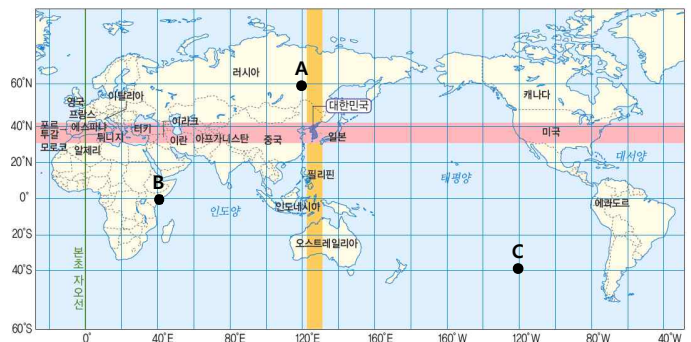 A
러시아
60°N
영국
이탈리아
캐나다
프랑스
대한민국
40°N
포르
투갈
에스파냐
튀니지
터키
이라크
이란
아프가니스탄
중국
일본
미국
모로코
알제리
대서양
20°N
B
필리핀
태평양
0°
인도양
인도네시아
에콰도르
20°S
오스트레일리아
C
40°S
본초 자오선
60°S
0°
40°E
80°E
120°E
160°E
160°W
120°W
80°W
40°W